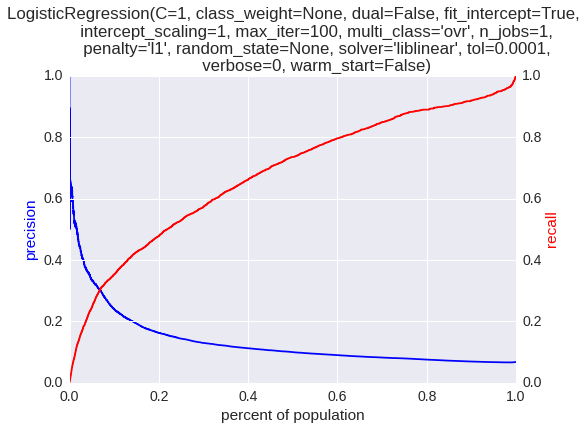 LogisticRegression(C=1, class_weight=None, dual=False, fit_intercept=True,
intercept_scaling=1, max_iter=100, multi_class='ovr', n_jobs=1,
penalty='l1', random_state=None, solver='liblinear', tol=0.0001,
verbose=0, warm_start=False)
1.0 1.0
0.8 0.8
0.6 0.6
0.4 0.4
0.2 0.2
0.0 0.0
precision
recall
0.0 0.2 0.4 0.6 0.8 1.0
percent of population